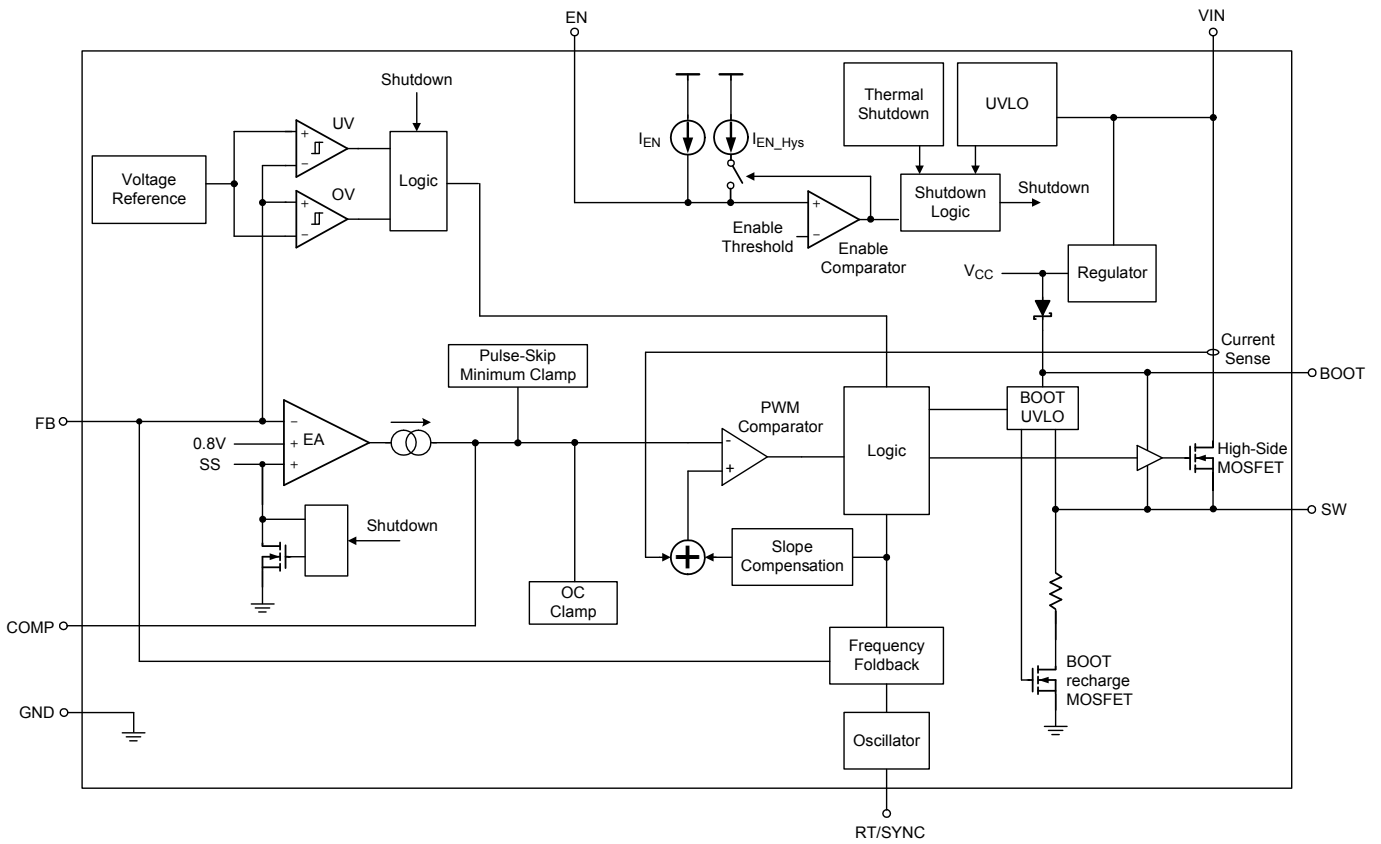 EN
VIN
Shutdown
UV
+
−
Voltage
Reference
OV
+
−
Logic
I_EN
I_EN_Hys
Thermal
Shutdown
UVLO
Shutdown
Logic
Shutdown
+
−
Enable
Threshold
Enable
Comparator
V_CC
Regulator
Current
Sense
BOOT
Pulse-Skip
Minimum Clamp
BOOT
UVLO
FB
−
0.8V
+
EA
SS
+
PWM
Comparator
-
+
Logic
High-Side
MOSFET
SW
Shutdown
Slope
Compensation
OC
Clamp
COMP
Frequency
Foldback
BOOT
recharge
MOSFET
GND
Oscillator
RT/SYNC